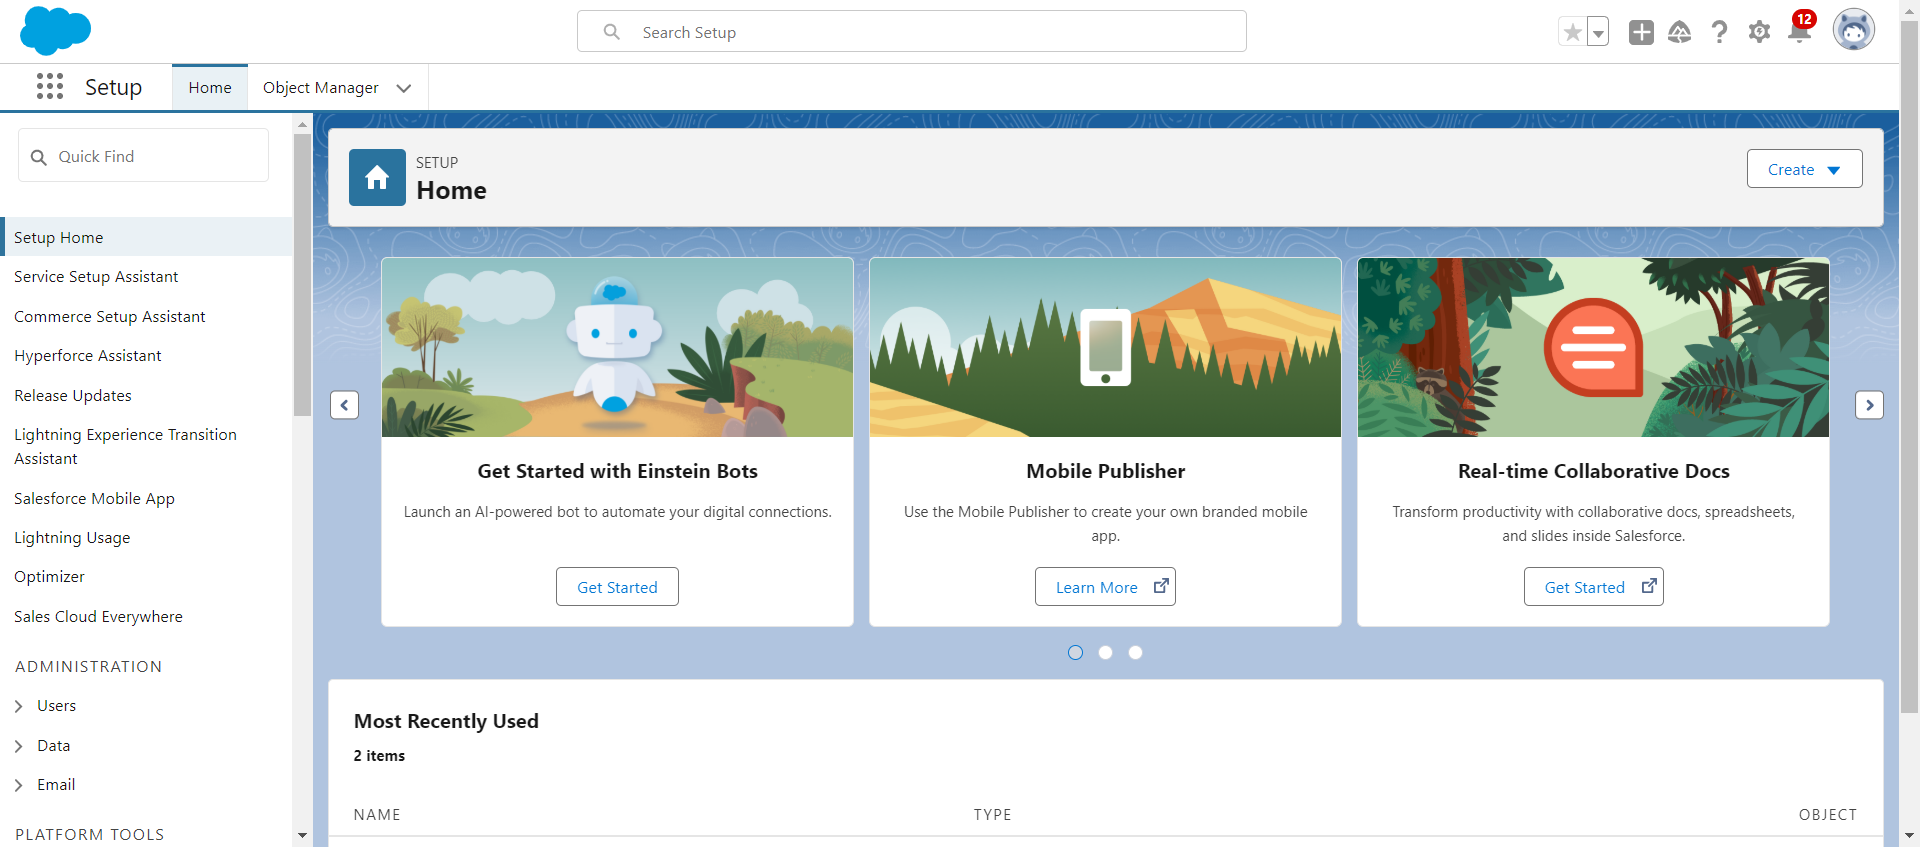 Search Setup
12
Setup
Home
Object Manager
Quick Find
Setup Home
Service Setup Assistant
Commerce Setup Assistant
Hyperforce Assistant
Release Updates
Lightning Experience Transition
Assistant
Salesforce Mobile App
Lightning Usage
Optimizer
Sales Cloud Everywhere
ADMINISTRATION
Users
Data
Email
PLATFORM TOOLS
SETUP
Home
Create
Get Started with Einstein Bots
Launch an AI-powered bot to automate your digital connections.
Get Started
Mobile Publisher
Use the Mobile Publisher to create your own branded mobile
app.
Learn More
Real-time Collaborative Docs
Transform productivity with collaborative docs, spreadsheets,
and slides inside Salesforce.
Get Started
Most Recently Used
2 items
NAME
TYPE
OBJECT